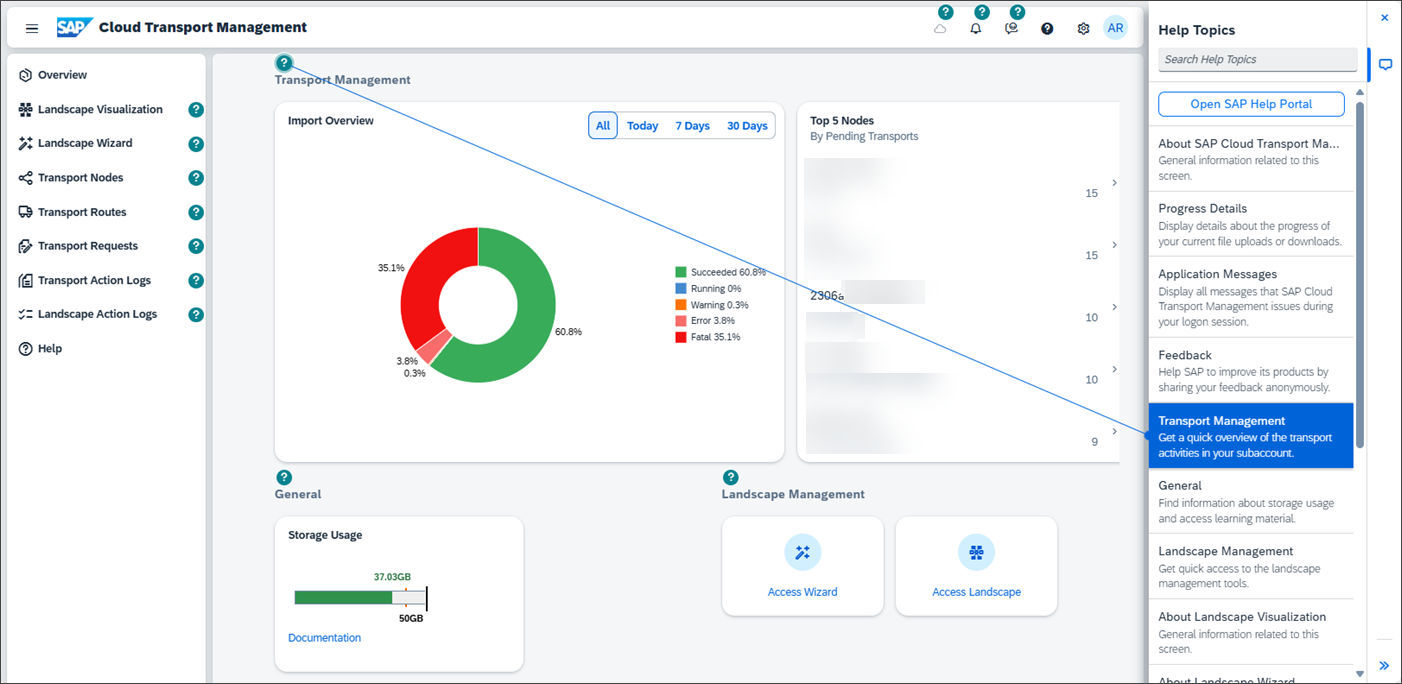 SAP Cloud Transport Management
? ? ?
? AR
Overview
Landscape Visualization ?
Landscape Wizard ?
Transport Nodes ?
Transport Routes ?
Transport Requests ?
Transport Action Logs ?
Landscape Action Logs ?
Help
?
Transport Management
Import Overview
All Today 7 Days 30 Days
35.1%
60.8%
3.8%
0.3%
Succeeded 60.8%
Running 0%
Warning 0.3%
Error 3.8%
Fatal 35.1%
Top 5 Nodes
By Pending Transports
15
15
2306
10
10
9
?
General
Storage Usage
37.03GB
50GB
Documentation
?
Landscape Management
Access Wizard
Access Landscape
Help Topics
Search Help Topics
Open SAP Help Portal
About SAP Cloud Transport Ma...
General information related to this
screen.
Progress Details
Display details about the progress of
your current file uploads or downloads.
Application Messages
Display all messages that SAP Cloud
Transport Management issues during
your logon session.
Feedback
Help SAP to improve its products by
sharing your feedback anonymously.
Transport Management
Get a quick overview of the transport
activities in your subaccount.
General
Find information about storage usage
and access learning material.
Landscape Management
Get quick access to the landscape
management tools.
About Landscape Visualization
General information related to this
screen.
About Landscape Wizard